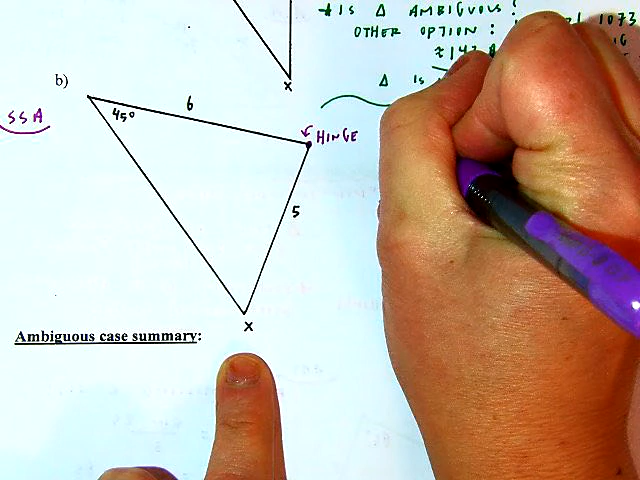 IS Δ AMBIGUOUS?
OTHER OPTION: 
Δ IS
x
b)
6
SSA
45°
HINGE
5
x
Ambiguous case summary: